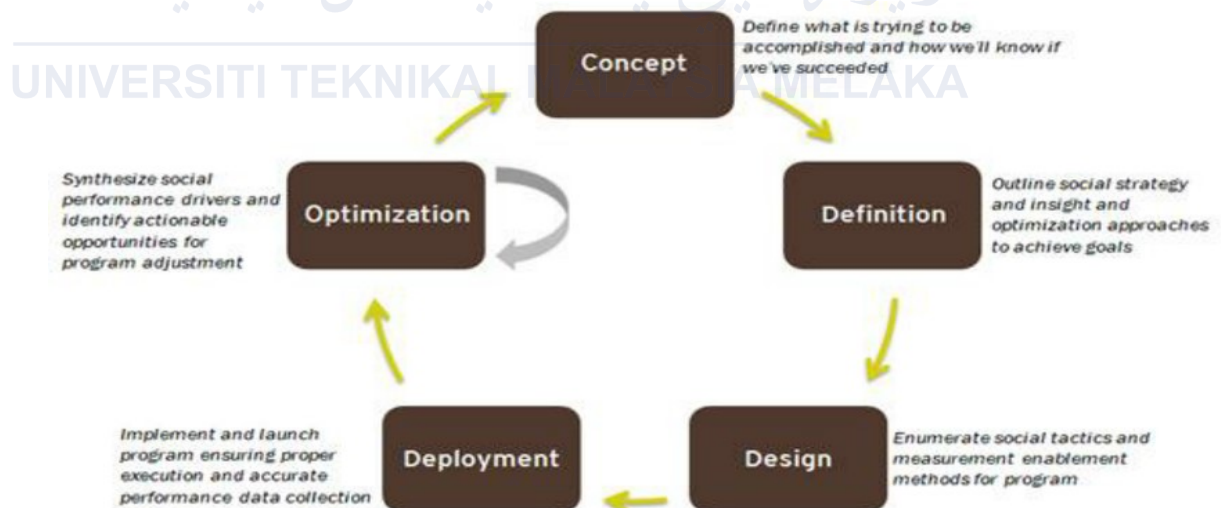 Concept
Define what is trying to be
accomplished and how we'll know if
we've succeeded
UNIVERSITI TEKNIKAL MALAYSIA MELAKA
Optimization
Synthesize social
performance drivers and
identify actionable
opportunities for
program adjustment
Definition
Outline social strategy
and insight and
optimization approaches
to achieve goals
Deployment
Implement and launch
program ensuring proper
execution and accurate
performance data collection
Design
Enumerate social tactics and
measurement enablement
methods for program